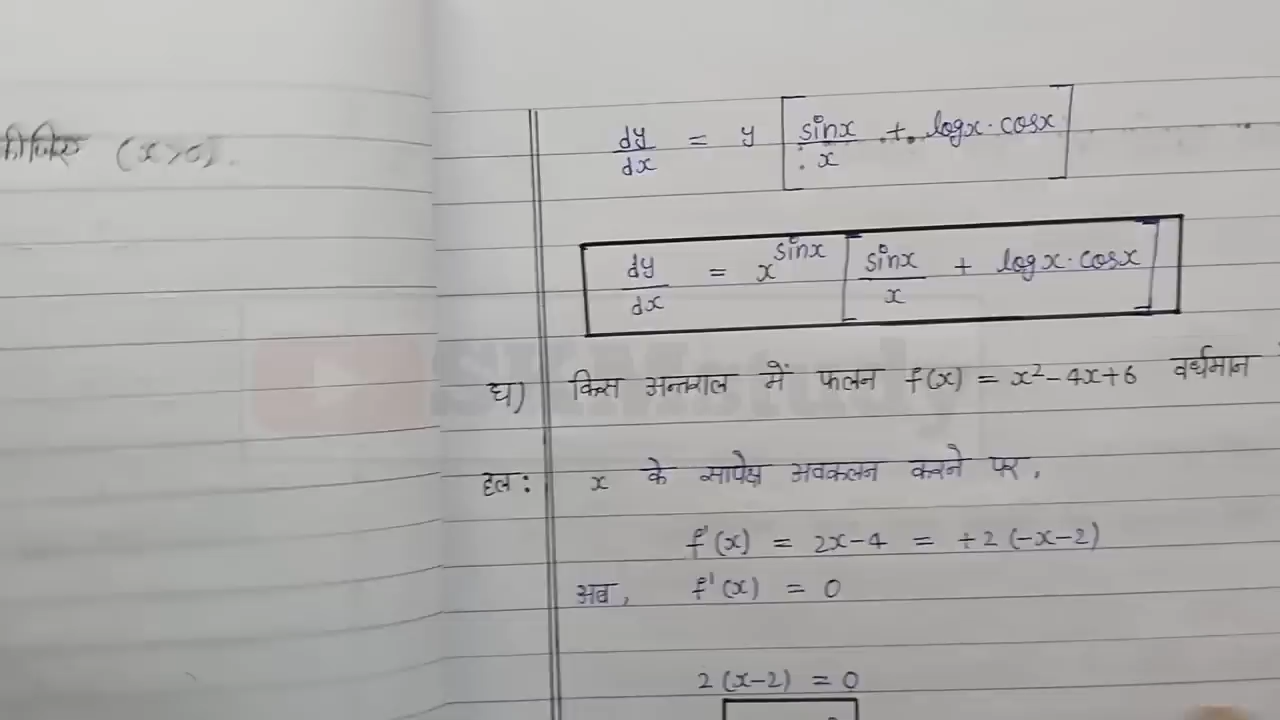 (x>0).
dy/dx = y [sinx/x + logx·cosx]
dy/dx = x^sinx [sinx/x + logx·cosx]
घ) किस अन्तराल में फलन f(x) = x²-4x+6 वर्धमान
हल: x के सापेक्ष अवकलन करने पर,
f'(x) = 2x-4 = +2(-x-2)
अब, f'(x) = 0
2(x-2) = 0